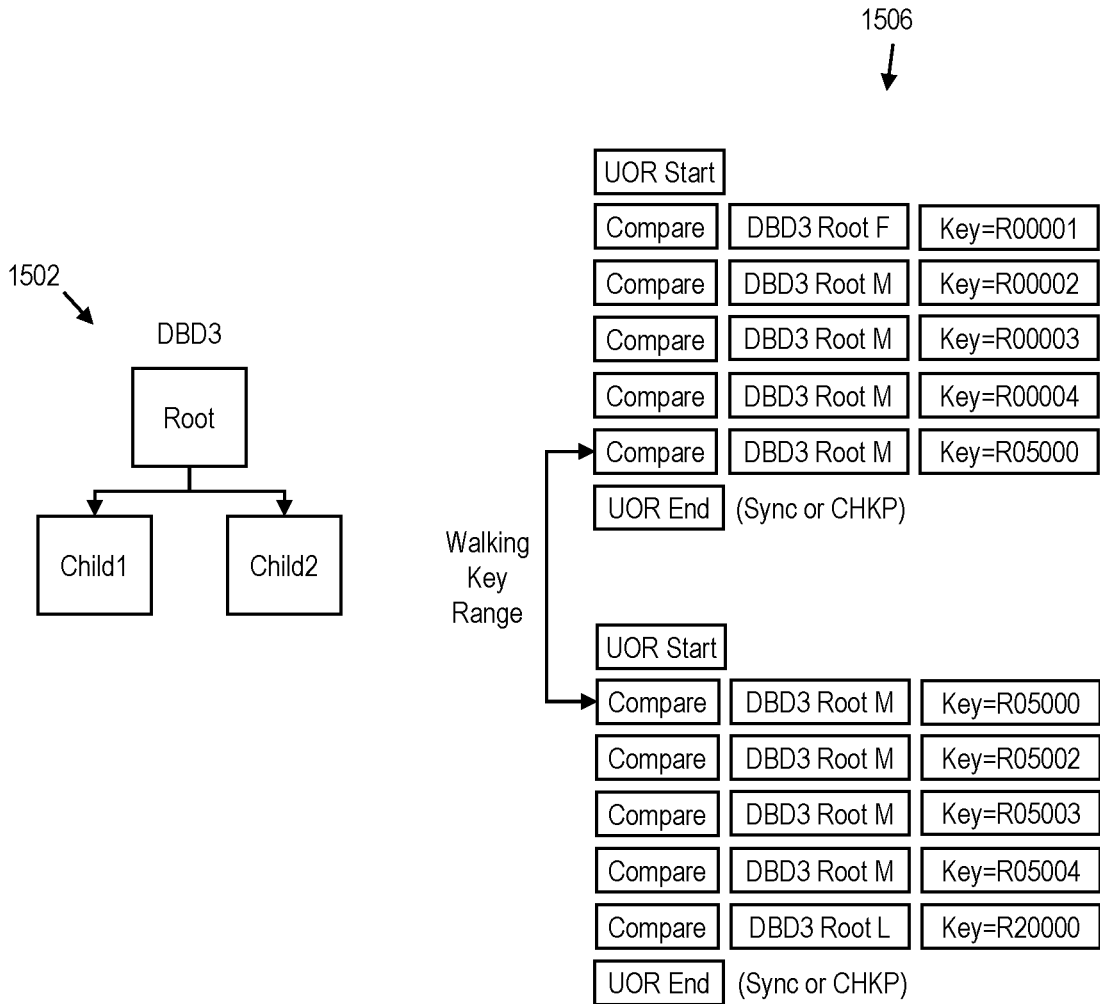 1506
UOR Start
Compare DBD3 Root F Key=R00001
Compare DBD3 Root M Key=R00002
Compare DBD3 Root M Key=R00003
Compare DBD3 Root M Key=R00004
Compare DBD3 Root M Key=R05000
UOR End (Sync or CHKP)
1502
DBD3
Root
Child1 Child2
Walking
Key
Range
UOR Start
Compare DBD3 Root M Key=R05000
Compare DBD3 Root M Key=R05002
Compare DBD3 Root M Key=R05003
Compare DBD3 Root M Key=R05004
Compare DBD3 Root L Key=R20000
UOR End (Sync or CHKP)